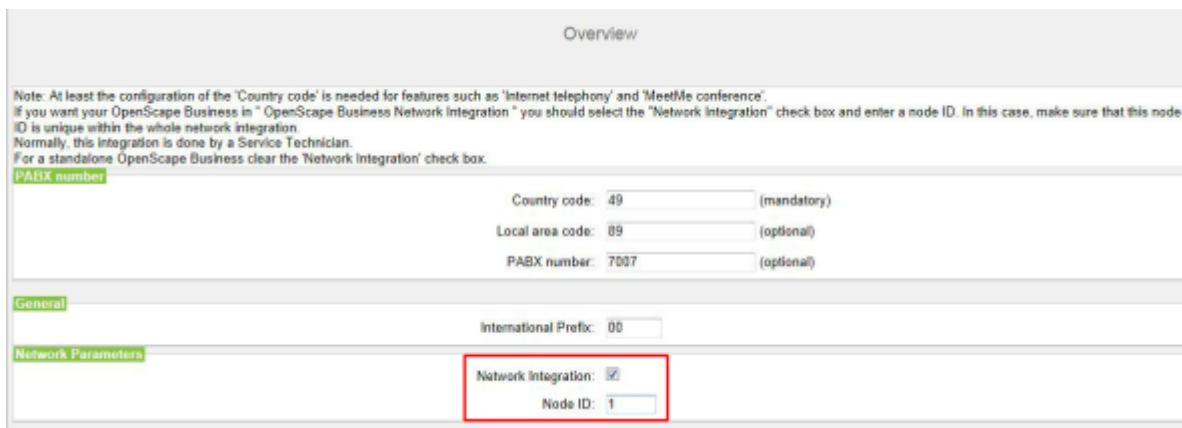 Overview
Note: At least the configuration of the 'Country code' is needed for features such as 'Internet telephony' and 'MeetMe conference'.
If you want your OpenScape Business in " OpenScape Business Network Integration " you should select the "Network Integration" check box and enter a node ID. In this case, make sure that this node
ID is unique within the whole network integration.
Normally, this integration is done by a Service Technician.
For a standalone OpenScape Business clear the 'Network Integration' check box.
PABX number
Country code: 49 (mandatory)
Local area code: 89 (optional)
PABX number: 7007 (optional)
General
International Prefix: 00
Network Parameters
Network Integration:
Node ID: 1